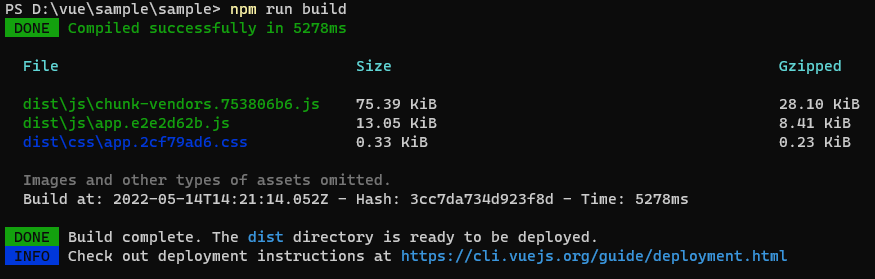 PS D:\vue\sample\sample> npm run build
DONE Compiled successfully in 5278ms
File Size Gzipped
dist\js\chunk-vendors.753806b6.js 75.39 KiB 28.10 KiB
dist\js\app.e2e2d62b.js 13.05 KiB 8.41 KiB
dist\css\app.2cf79ad6.css 0.33 KiB 0.23 KiB
Images and other types of assets omitted.
Build at: 2022-05-14T14:21:14.052Z - Hash: 3cc7da734d923f8d - Time: 5278ms
DONE Build complete. The dist directory is ready to be deployed.
INFO Check out deployment instructions at https://cli.vuejs.org/guide/deployment.html